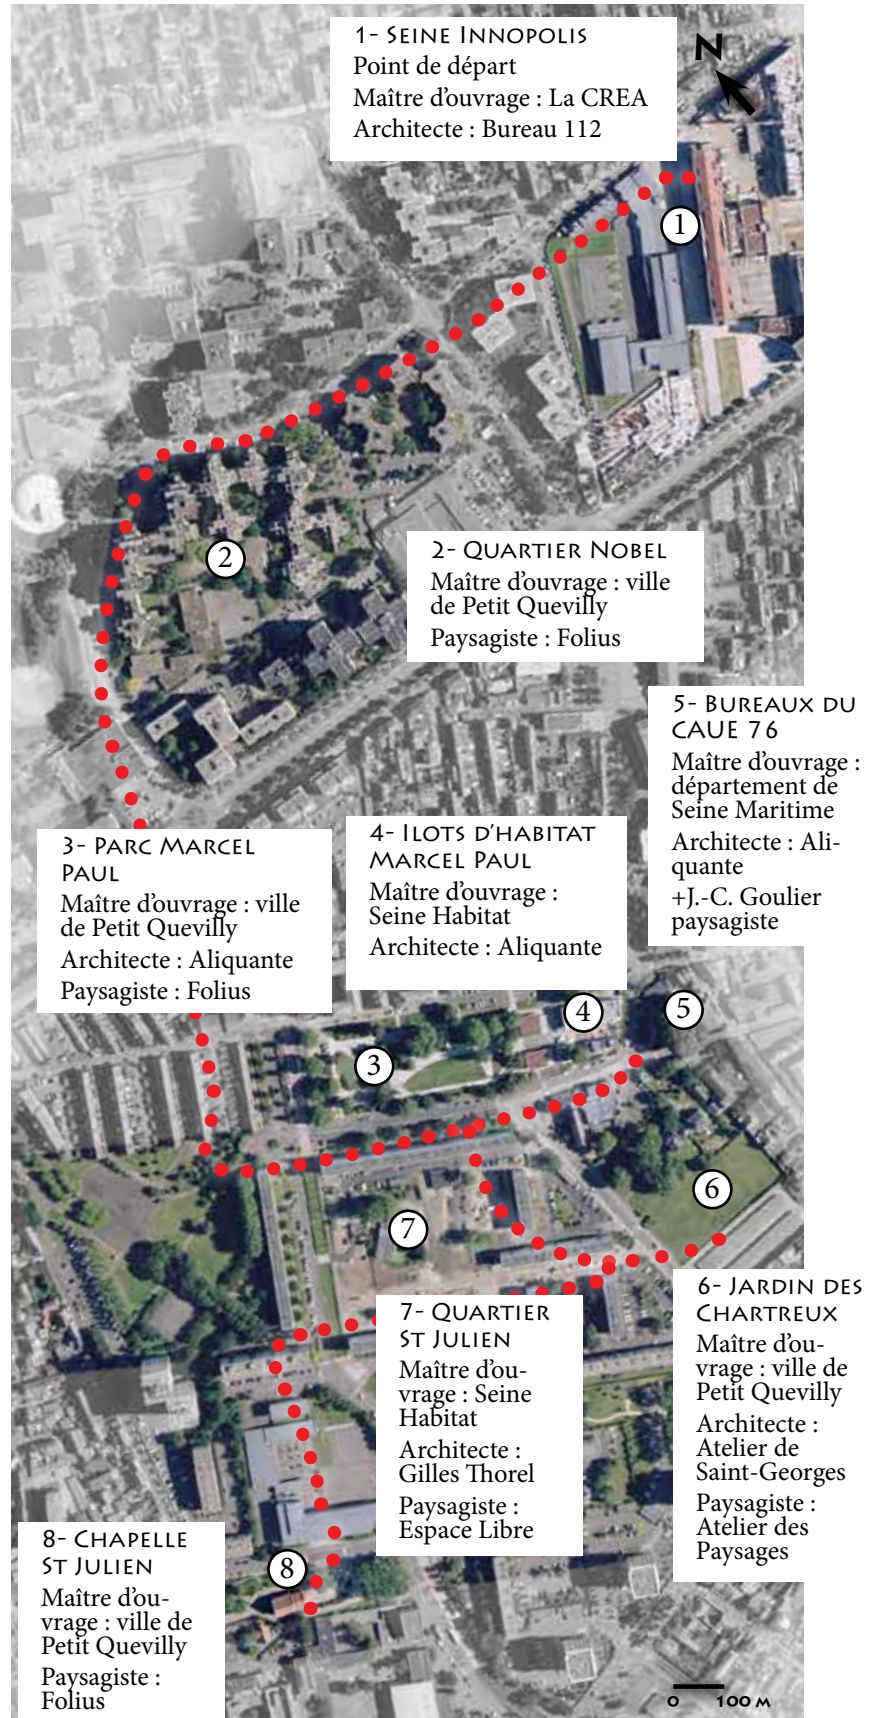 1- Seine Innopolis
Point de départ
Maître d'ouvrage : La CREA
Architecte : Bureau 112
N
1
2
2- Quartier Nobel
Maître d'ouvrage : ville
de Petit Quevilly
Paysagiste : Folius
5- Bureaux du
CAUE 76
Maître d'ouvrage :
département de
Seine Maritime
Architecte : Ali-
quante
+J.-C. Goulier
paysagiste
3- Parc Marcel
Paul
Maître d'ouvrage : ville
de Petit Quevilly
Architecte : Aliquante
Paysagiste : Folius
4- Ilots d'habitat
Marcel Paul
Maître d'ouvrage :
Seine Habitat
Architecte : Aliquante
4
5
3
6
7
6- Jardin des
Chartreux
Maître d'ou-
vrage : ville de
Petit Quevilly
Architecte :
Atelier de
Saint-Georges
Paysagiste :
Atelier des
Paysages
7- Quartier
St Julien
Maître d'ou-
vrage : Seine
Habitat
Architecte :
Gilles Thorel
Paysagiste :
Espace Libre
8- Chapelle
St Julien
Maître d'ou-
vrage : ville de
Petit Quevilly
Paysagiste :
Folius
8
0 100 m